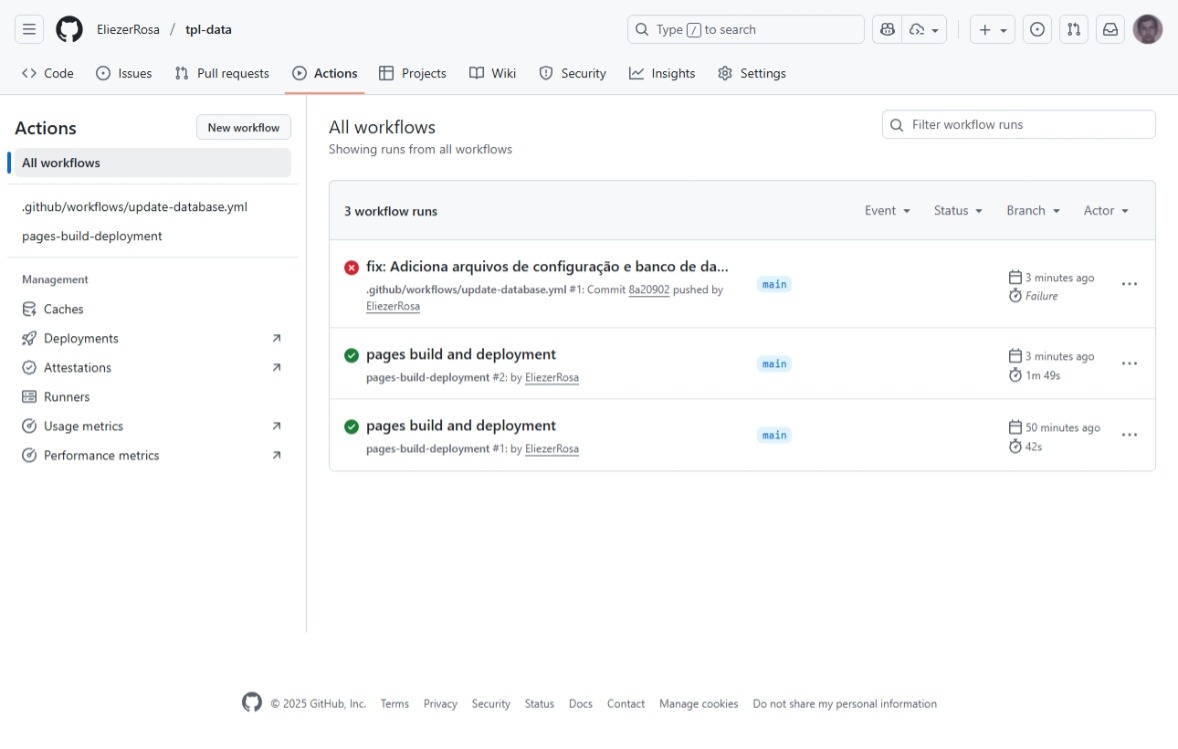 EliezerRosa / tpl-data
Type / to search
Code
Issues
Pull requests
Actions
Projects
Wiki
Security
Insights
Settings
Actions
New workflow
All workflows
.github/workflows/update-database.yml
pages-build-deployment
Management
Caches
Deployments
Attestations
Runners
Usage metrics
Performance metrics
All workflows
Showing runs from all workflows
Filter workflow runs
3 workflow runs
Event
Status
Branch
Actor
fix: Adiciona arquivos de configuração e banco de da...
.github/workflows/update-database.yml #1: Commit 8a20902 pushed by
EliezerRosa
main
3 minutes ago
Failure
pages build and deployment
pages-build-deployment #2: by EliezerRosa
main
3 minutes ago
1m 49s
pages build and deployment
pages-build-deployment #1: by EliezerRosa
main
50 minutes ago
42s
© 2025 GitHub, Inc. Terms Privacy Security Status Docs Contact Manage cookies Do not share my personal information